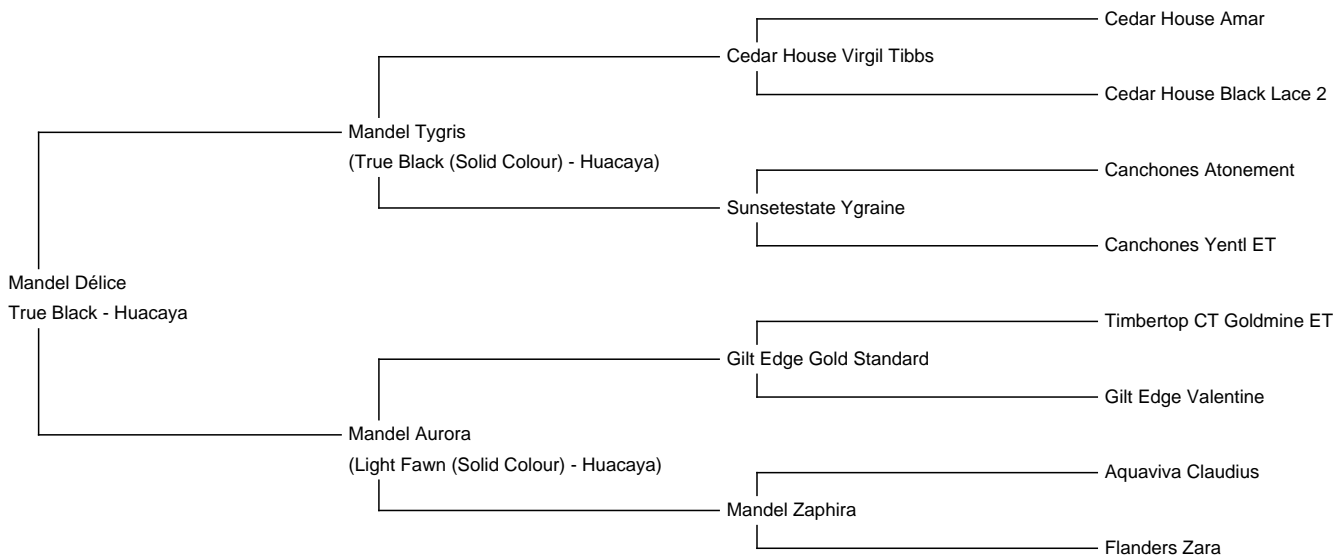 Cedar House Amar
Cedar House Virgil Tibbs
Cedar House Black Lace 2
Mandel Tygris
(True Black (Solid Colour) - Huacaya)
Canchones Atonement
Sunsetestate Ygraine
Canchones Yentl ET
Mandel Délice
True Black - Huacaya
Timbertop CT Goldmine ET
Gilt Edge Gold Standard
Gilt Edge Valentine
Mandel Aurora
(Light Fawn (Solid Colour) - Huacaya)
Aquaviva Claudius
Mandel Zaphira
Flanders Zara